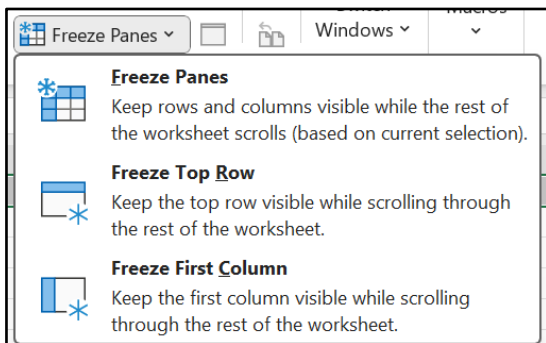 Freeze Panes
Windows
Macros
Freeze Panes
Keep rows and columns visible while the rest of
the worksheet scrolls (based on current selection).
Freeze Top Row
Keep the top row visible while scrolling through
the rest of the worksheet.
Freeze First Column
Keep the first column visible while scrolling
through the rest of the worksheet.